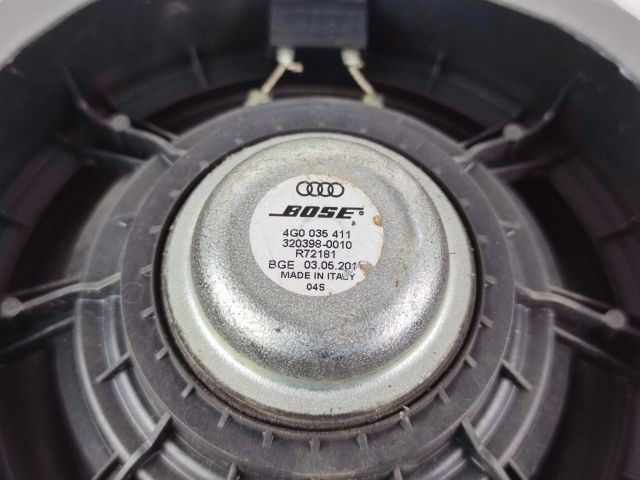 BOSE®
4G0 035 411
320398-0010
R72181
BGE 03.05.201
MADE IN ITALY
04S